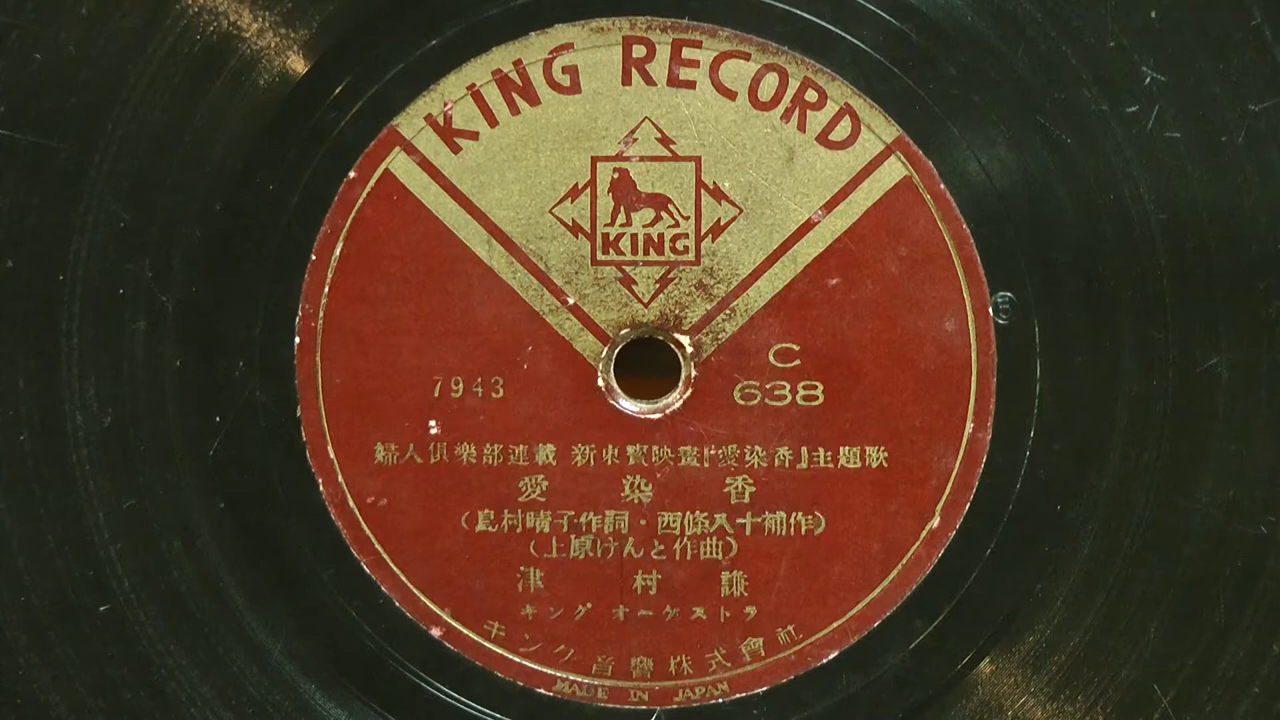 KING RECORD
KING
7943
C
638
婦人倶樂部連載 新東寳映畫『愛染香』主題歌
愛染香
（島村晴子作詞・西條八十補作）
（上原げんと作曲）
津村謙
キング オーケストラ
キング音響株式會社
MADE IN JAPAN